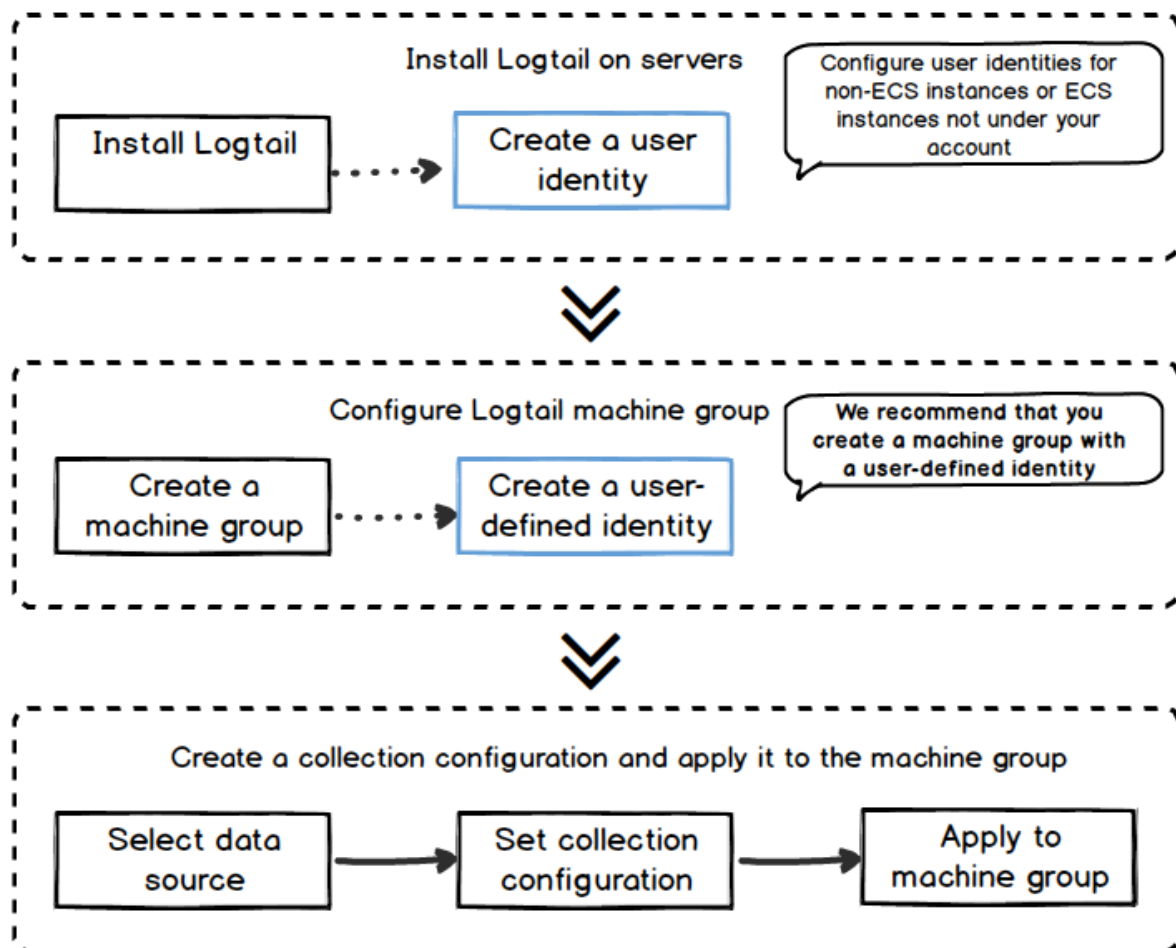 Install Logtail on servers
Configure user identities for
non-ECS instances or ECS
instances not under your
account
Install Logtail
Create a user
identity
Configure Logtail machine group
We recommend that you
create a machine group with
a user-defined identity
Create a
machine group
Create a user-
defined identity
Create a collection configuration and apply it to the machine group
Select data
source
Set collection
configuration
Apply to
machine group